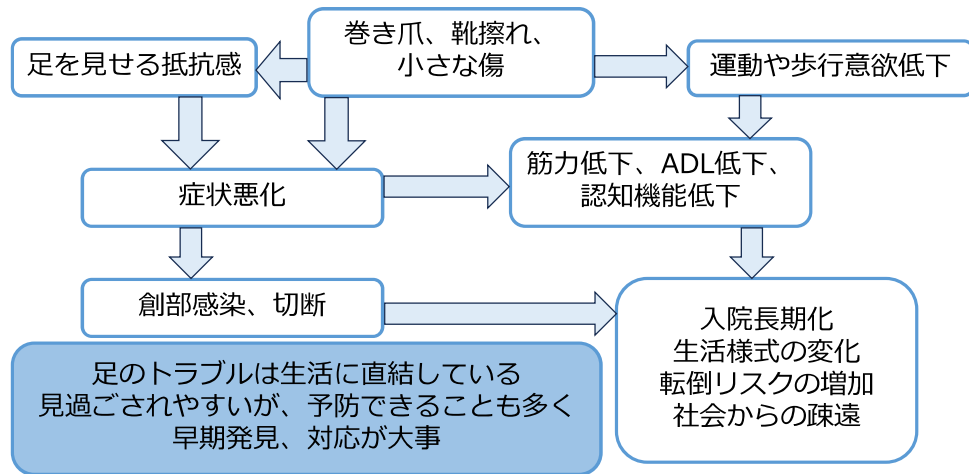 巻き爪、靴擦れ、
小さな傷
足を見せる抵抗感
運動や歩行意欲低下
症状悪化
筋力低下、ADL低下、
認知機能低下
創部感染、切断
入院長期化
生活様式の変化
転倒リスクの増加
社会からの疎遠
足のトラブルは生活に直結している
見過ごされやすいが、予防できることも多く
早期発見、対応が大事